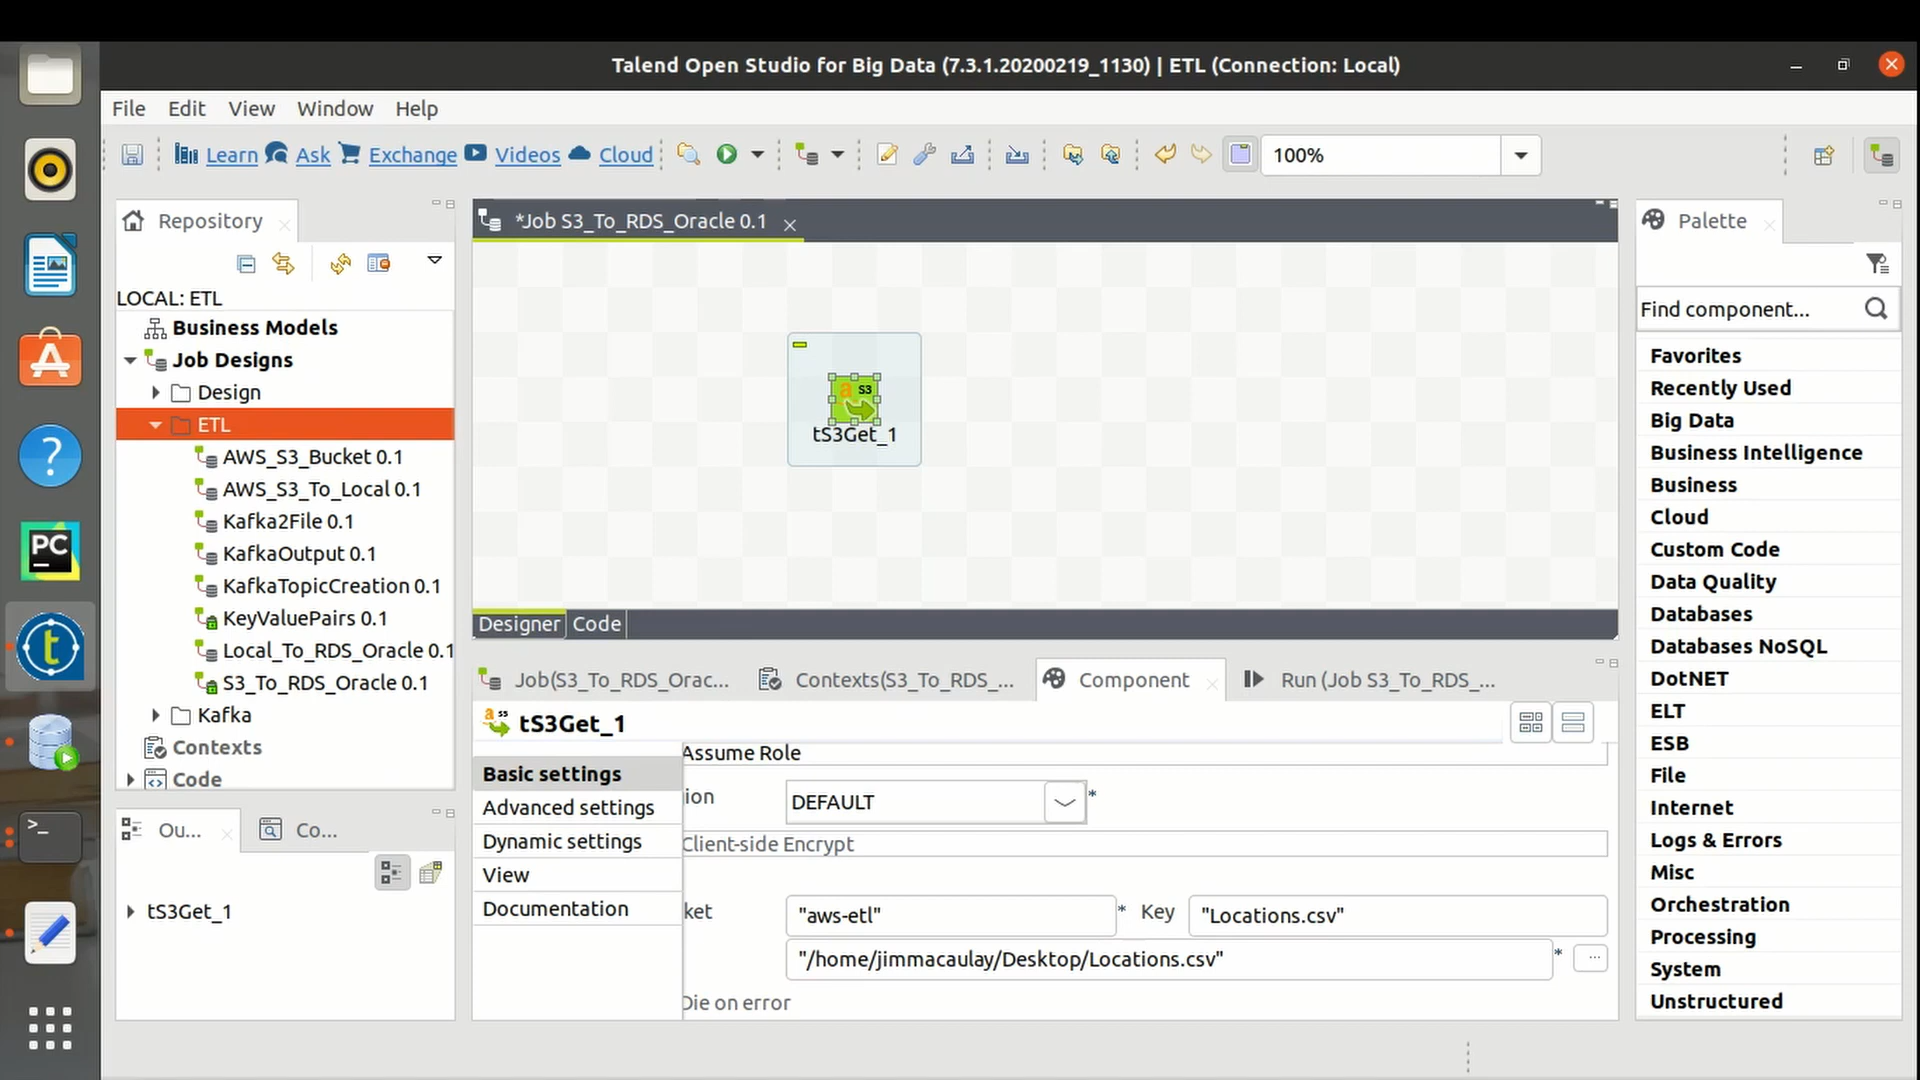 Talend Open Studio for Big Data (7.3.1.20200219_1130) | ETL (Connection: Local)
File Edit View Window Help
Learn Ask Exchange Videos Cloud 100%
Repository
LOCAL: ETL
Business Models
Job Designs
Design
ETL
AWS_S3_Bucket 0.1
AWS_S3_To_Local 0.1
Kafka2File 0.1
KafkaOutput 0.1
KafkaTopicCreation 0.1
KeyValuePairs 0.1
Local_To_RDS_Oracle 0.1
S3_To_RDS_Oracle 0.1
Kafka
Contexts
Code
Ou... Co...
tS3Get_1
*Job S3_To_RDS_Oracle 0.1
a S3
tS3Get_1
Designer Code
Job(S3_To_RDS_Orac... Contexts(S3_To_RDS_... Component Run (Job S3_To_RDS_...
tS3Get_1
Basic settings
Advanced settings
Dynamic settings
View
Documentation
Assume Role
ion DEFAULT *
Client-side Encrypt
ket "aws-etl" * Key "Locations.csv"
"/home/jimmacaulay/Desktop/Locations.csv" * ...
Die on error
Palette
Find component...
Favorites
Recently Used
Big Data
Business Intelligence
Business
Cloud
Custom Code
Data Quality
Databases
Databases NoSQL
DotNET
ELT
ESB
File
Internet
Logs & Errors
Misc
Orchestration
Processing
System
Unstructured
PC
t